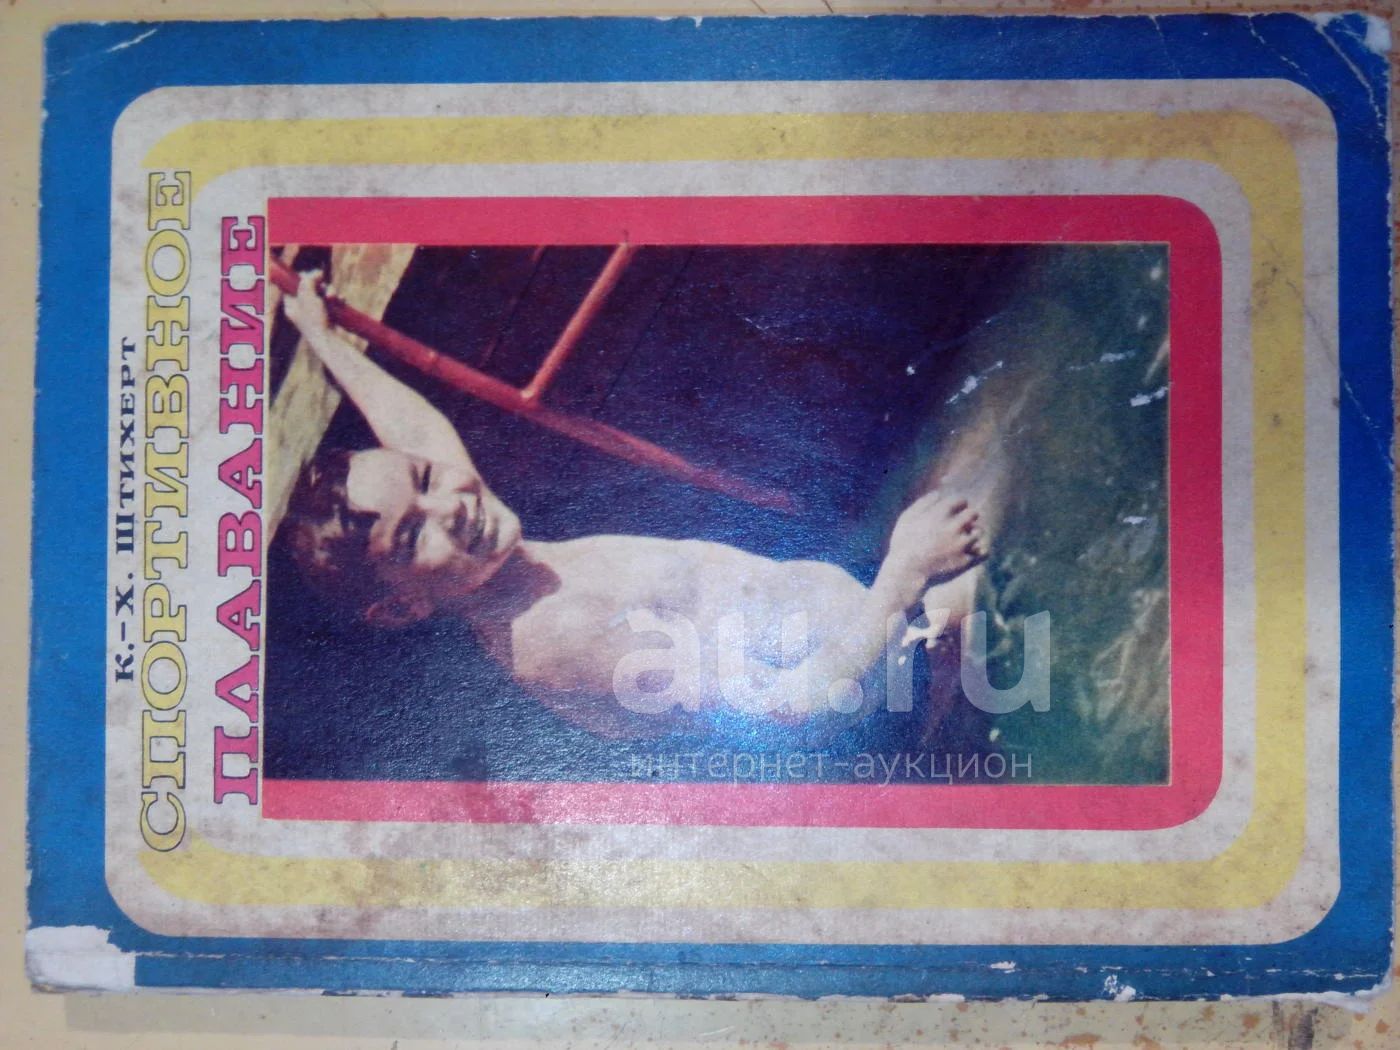 К.-Х. ШТИХЕРТ
СПОРТИВНОЕ
ПЛАВАНИЕ
au.ru
интернет-аукцион